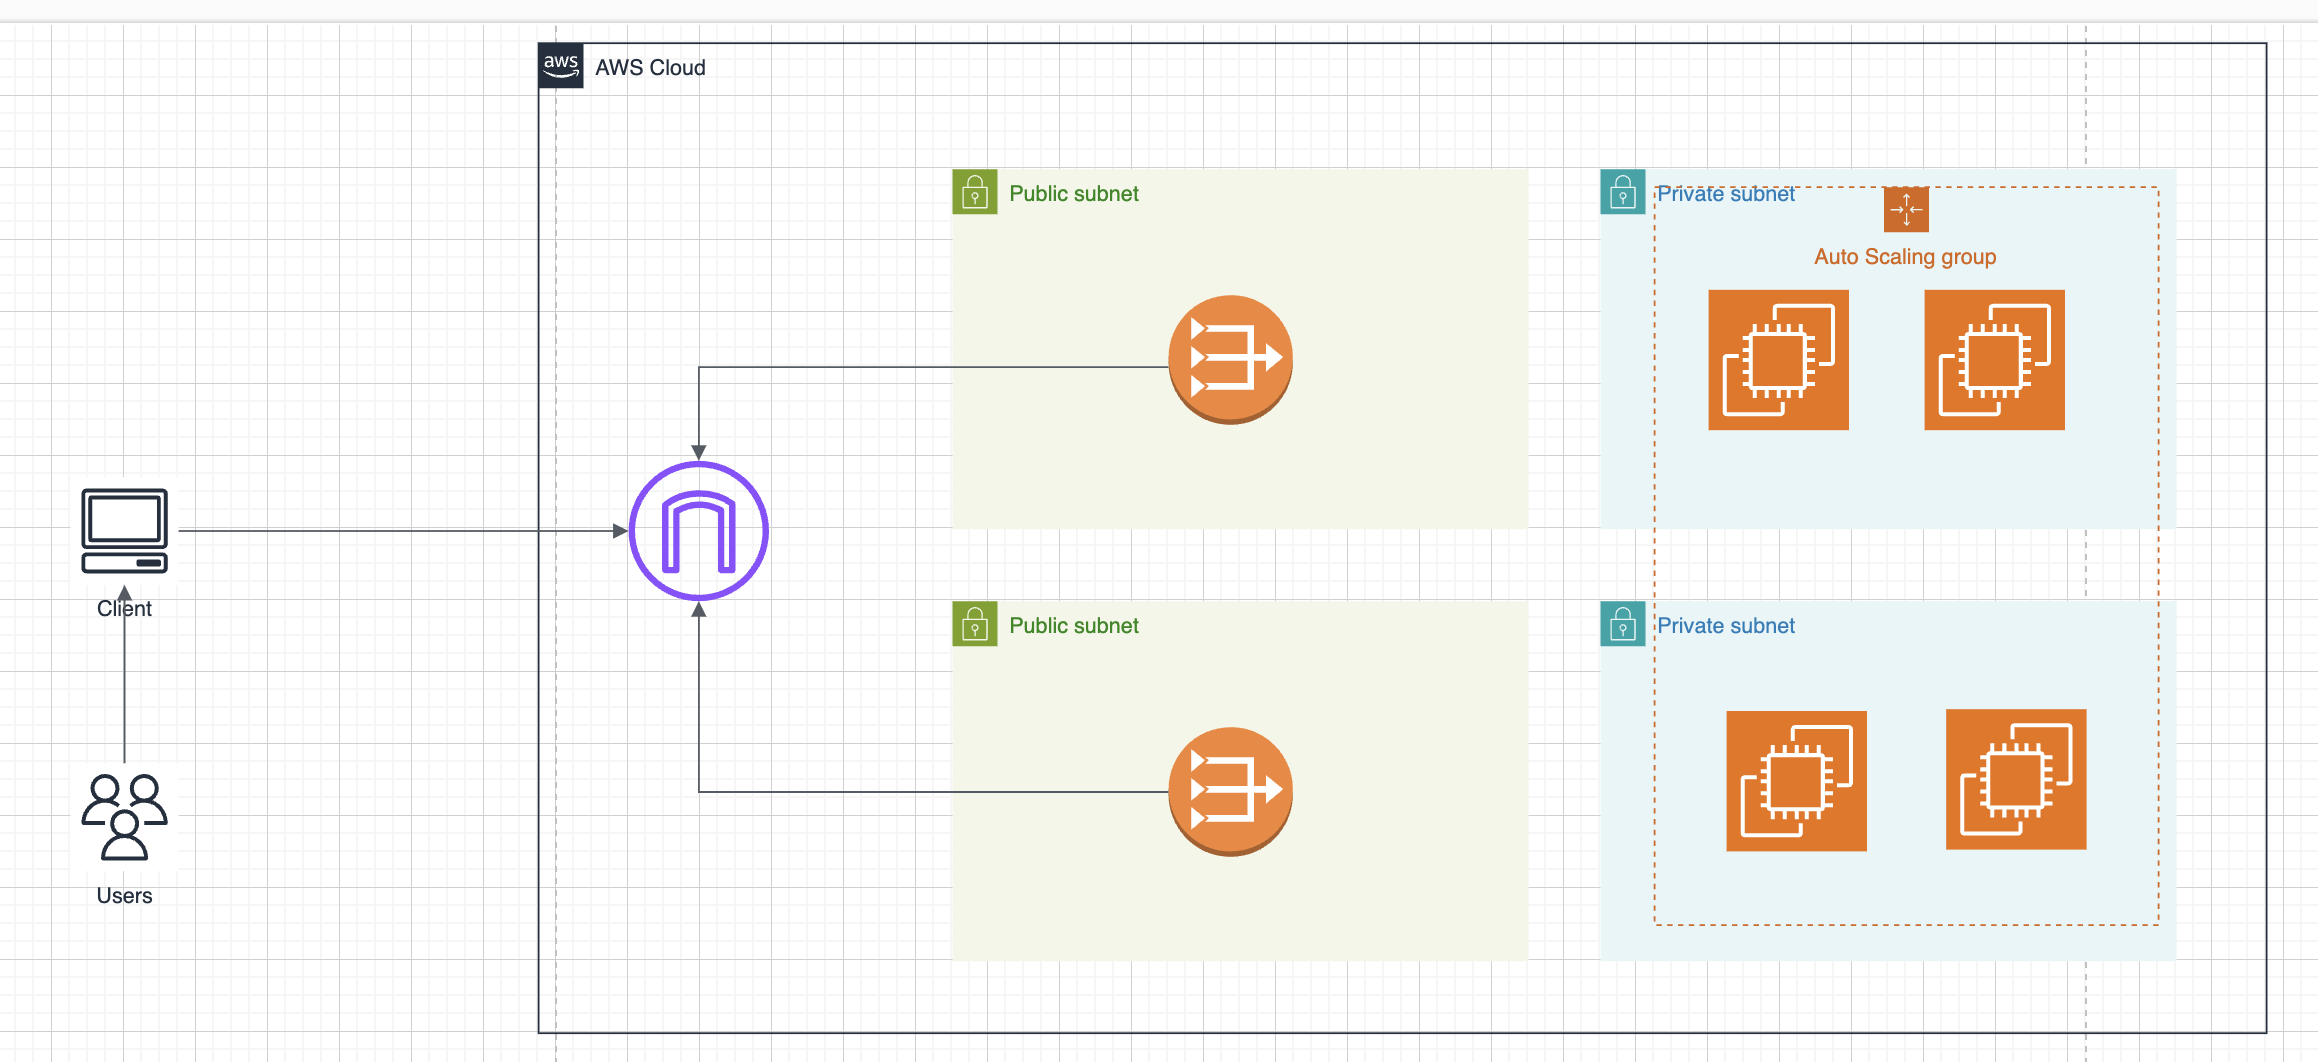 aws
AWS Cloud
Public subnet
Private subnet
Auto Scaling group
Client
Public subnet
Private subnet
Users